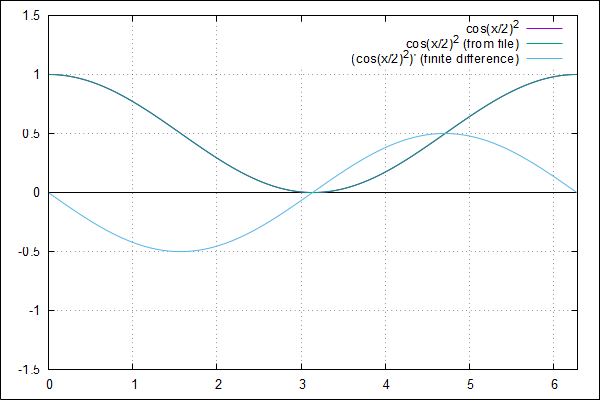 1.5
cos(x/2)²
cos(x/2)² (from file)
(cos(x/2)²)' (finite difference)
1
0.5
0
-0.5
-1
-1.5
0 1 2 3 4 5 6